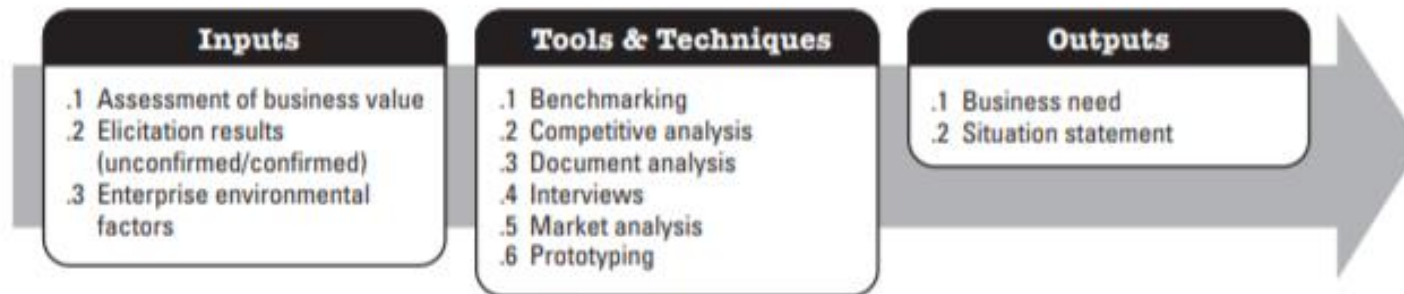 Inputs
.1 Assessment of business value
.2 Elicitation results
(unconfirmed/confirmed)
.3 Enterprise environmental
factors
Tools & Techniques
.1 Benchmarking
.2 Competitive analysis
.3 Document analysis
.4 Interviews
.5 Market analysis
.6 Prototyping
Outputs
.1 Business need
.2 Situation statement